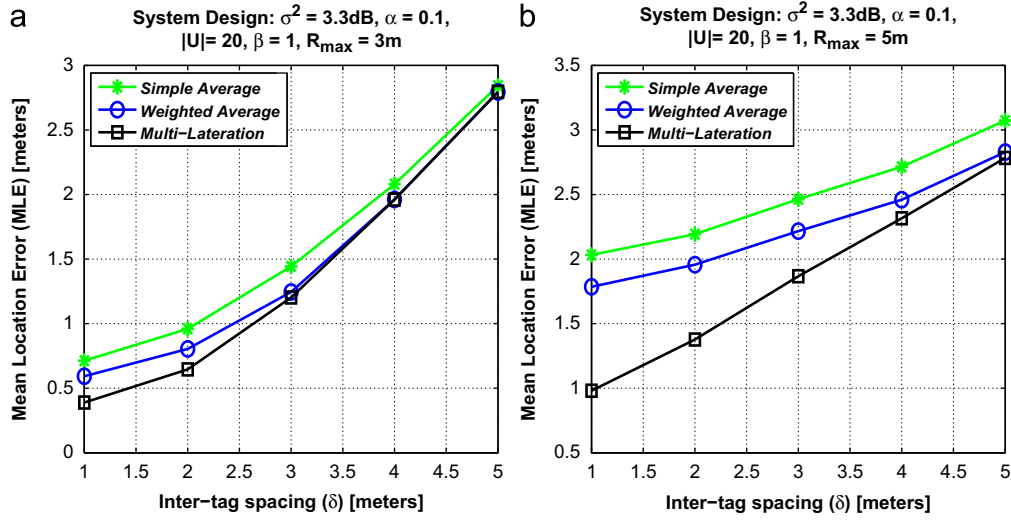 a
System Design: σ² = 3.3dB, α = 0.1,
|U|= 20, β = 1, Rmax = 3m
Mean Location Error (MLE) [meters]
3
2.5
2
1.5
1
0.5
0
Simple Average
Weighted Average
Multi−Lateration
1 1.5 2 2.5 3 3.5 4 4.5 5
Inter−tag spacing (δ) [meters]
b
System Design: σ² = 3.3dB, α = 0.1,
|U|= 20, β = 1, Rmax = 5m
Mean Location Error (MLE) [meters]
3.5
3
2.5
2
1.5
1
0.5
Simple Average
Weighted Average
Multi−Lateration
1 1.5 2 2.5 3 3.5 4 4.5 5
Inter−tag spacing (δ) [meters]